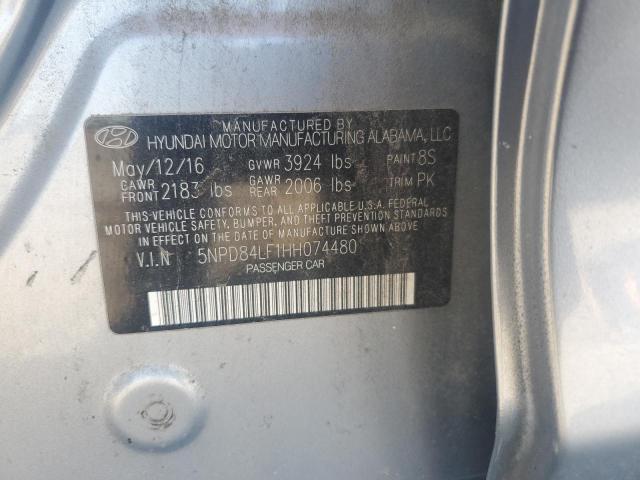 MANUFACTURED BY
HYUNDAI MOTOR MANUFACTURING ALABAMA, LLC
May/12/16 GVWR 3924 lbs PAINT 8S
GAWR FRONT 2183 lbs GAWR REAR 2006 lbs TRIM PK
THIS VEHICLE CONFORMS TO ALL APPLICABLE U.S.A FEDERAL
MOTOR VEHICLE SAFETY, BUMPER, AND THEFT PREVENTION STANDARDS
IN EFFECT ON THE DATE OF MANUFACTURE SHOWN ABOVE.
V.I.N 5NPD84LF1HH074480
PASSENGER CAR